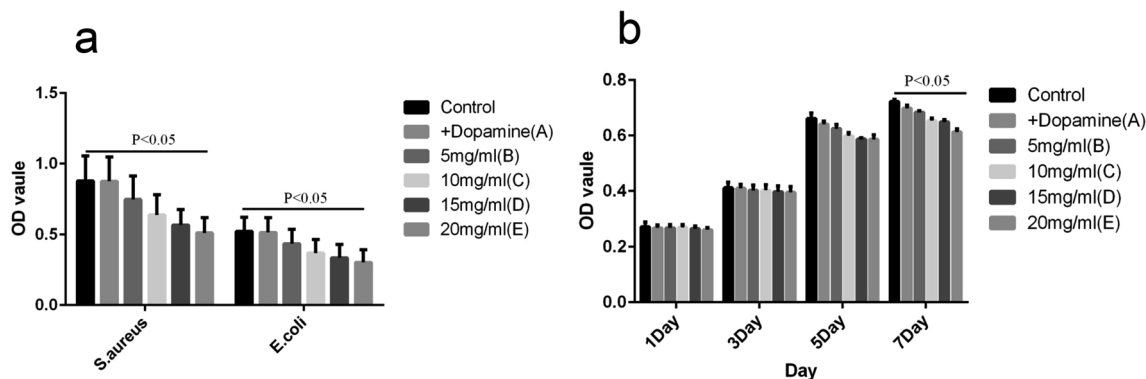 a
OD vaule
1.5
1.0
0.5
0.0
P<0.05
P<0.05
S.aureus
E.coli
Control
+Dopamine(A)
5mg/ml(B)
10mg/ml(C)
15mg/ml(D)
20mg/ml(E)
b
OD vaule
0.8
0.6
0.4
0.2
0.0
P<0.05
1Day
3Day
5Day
7Day
Day
Control
+Dopamine(A)
5mg/ml(B)
10mg/ml(C)
15mg/ml(D)
20mg/ml(E)